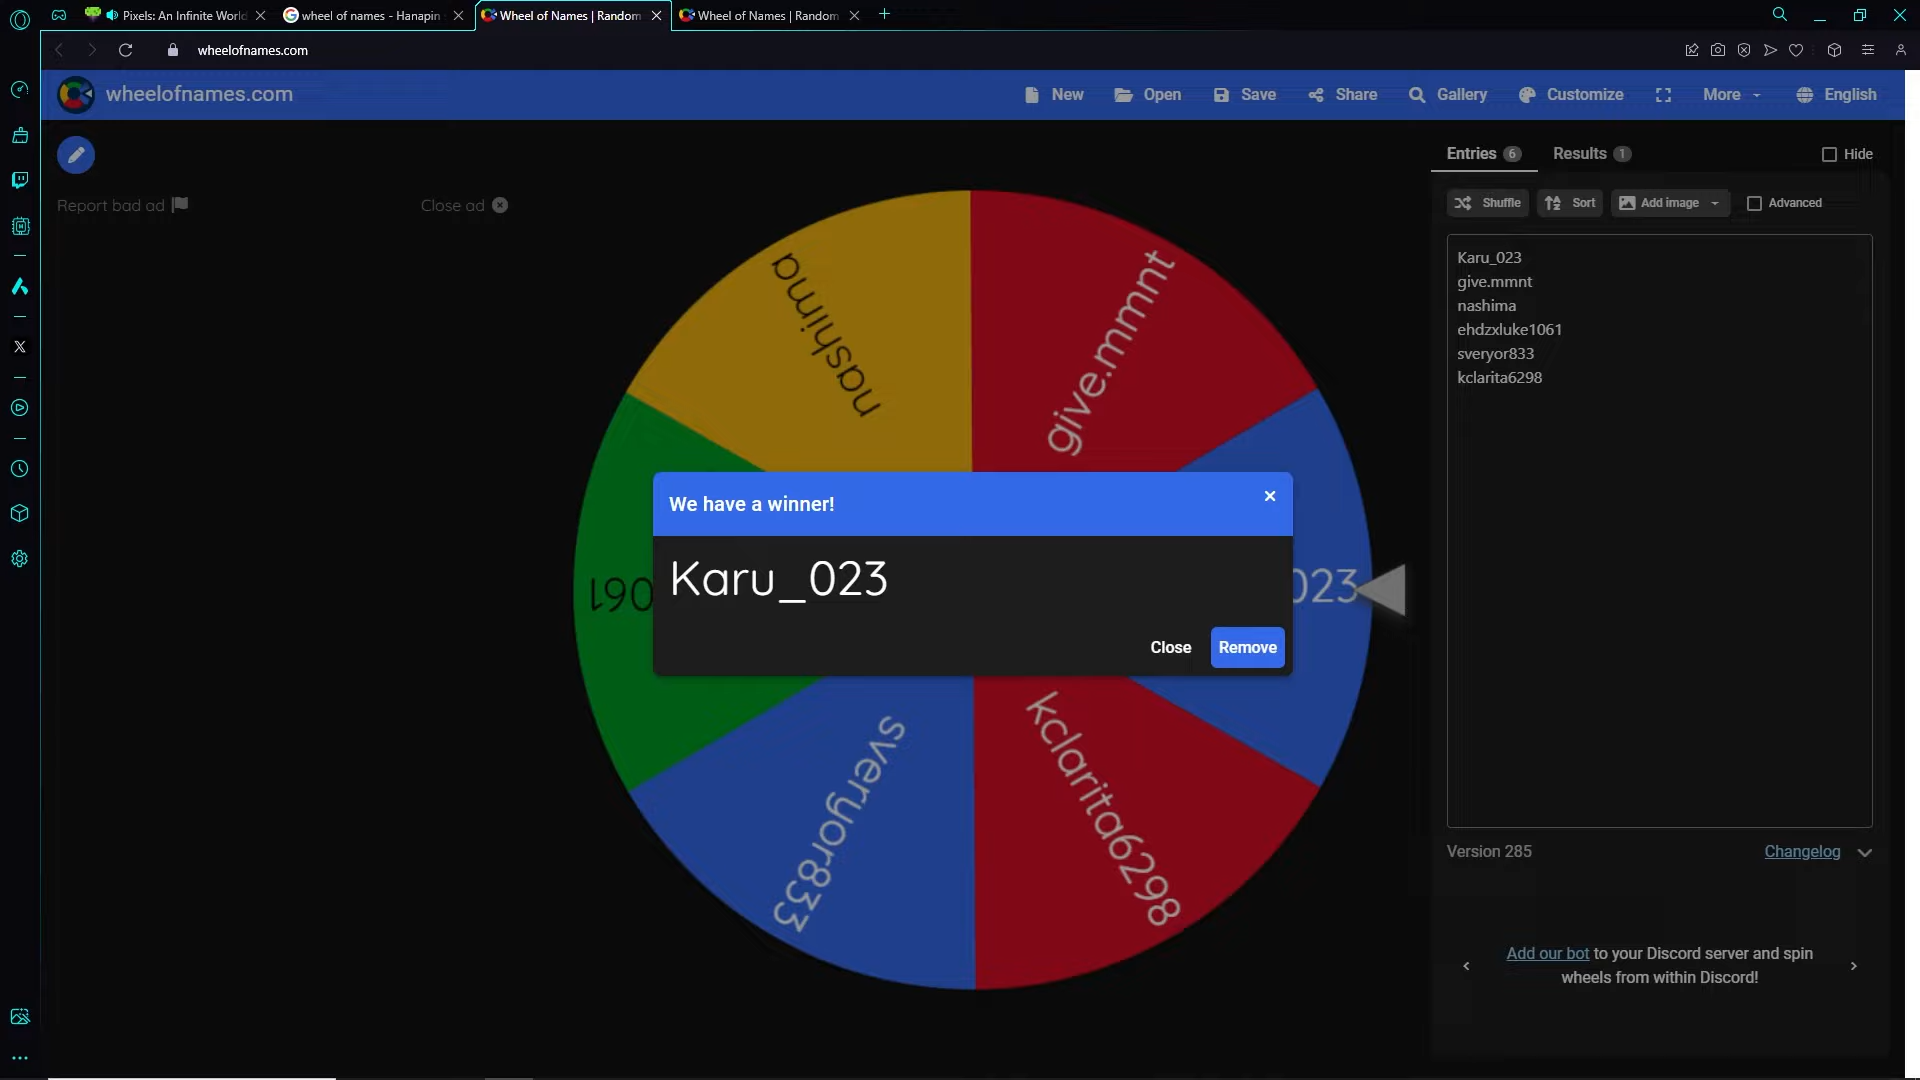 Pixels: An Infinite World
wheel of names - Hanapin
Wheel of Names | Random
Wheel of Names | Random
wheelofnames.com
wheelofnames.com
New
Open
Save
Share
Gallery
Customize
More
English
Report bad ad
Close ad
Entries 6
Results 1
Hide
Shuffle
Sort
Add image
Advanced
Karu_023
give.mmnt
nashima
ehdzxluke1061
sveryor833
kclarita6298
nashima
give.mmnt
023
kclarita6298
sveryor833
1061
We have a winner!
Karu_023
Close
Remove
Version 285
Changelog
Add our bot to your Discord server and spin
wheels from within Discord!